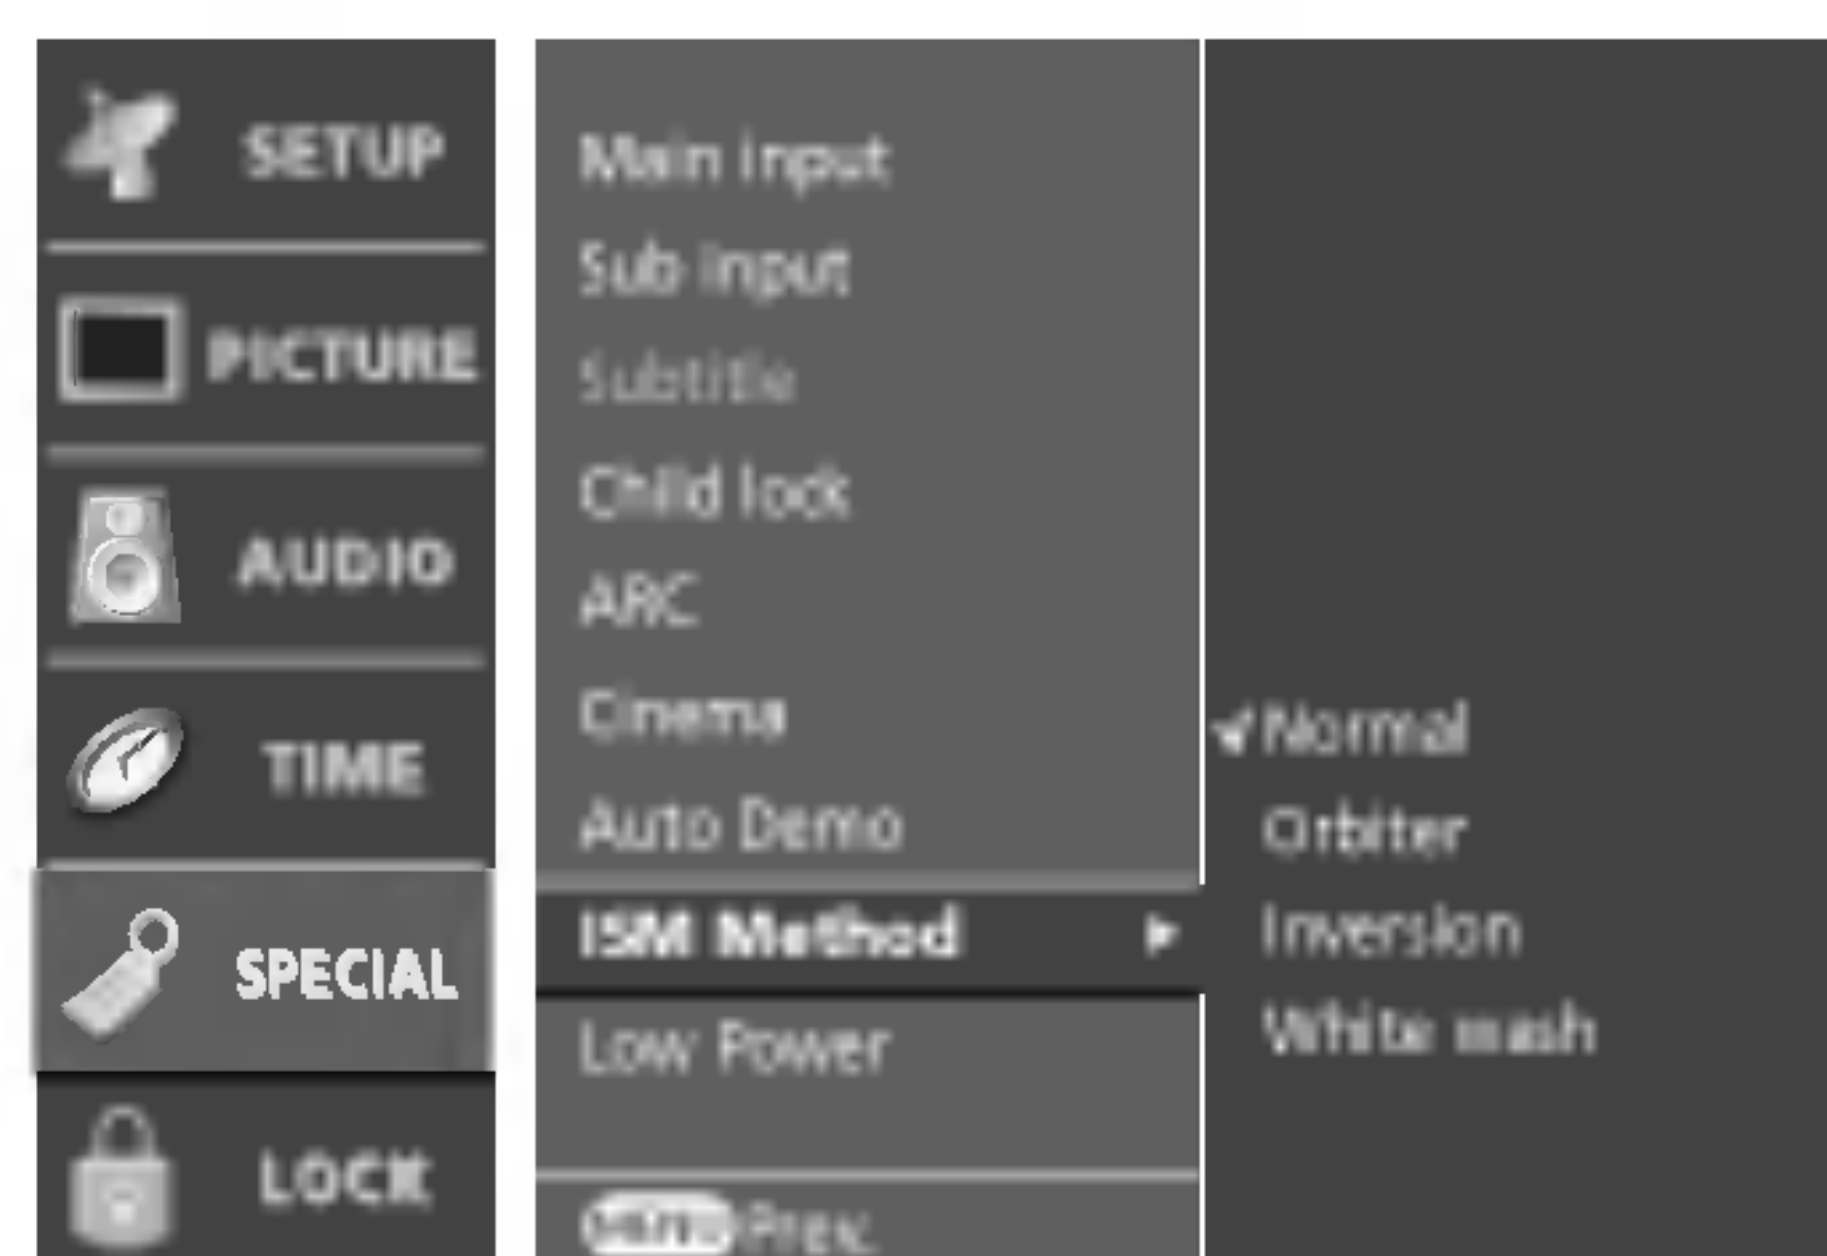 SETUP
PICTURE
AUDIO
TIME
SPECIAL
LOCK
Main input
Sub input
Subtitle
Child lock
ARC
Cinema
Auto Demo
ISM Method
Low Power
MENU Prev.
Normal
Orbiter
Inversion
White wash